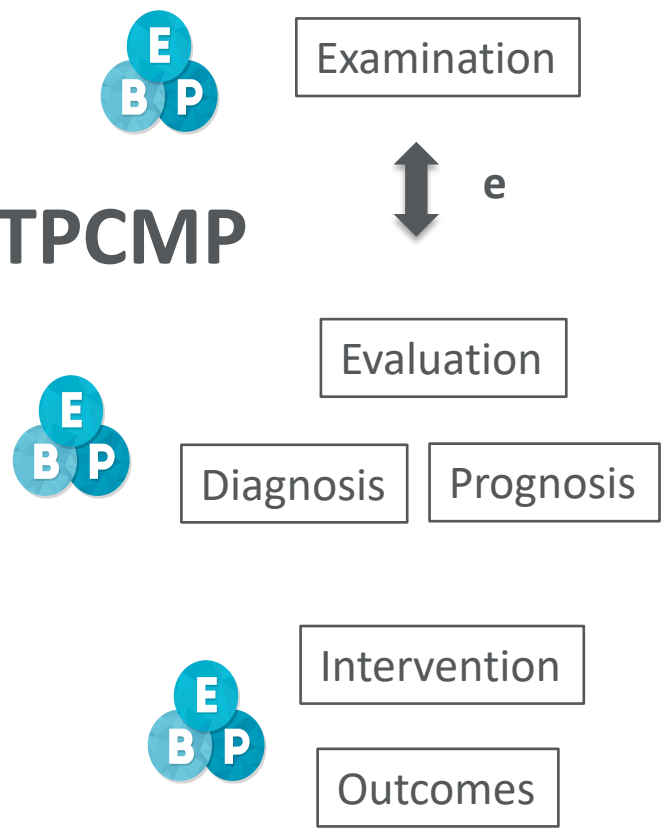 E
B P
Examination
e
TPCMP
Evaluation
E
B P
Diagnosis
Prognosis
Intervention
E
B P
Outcomes